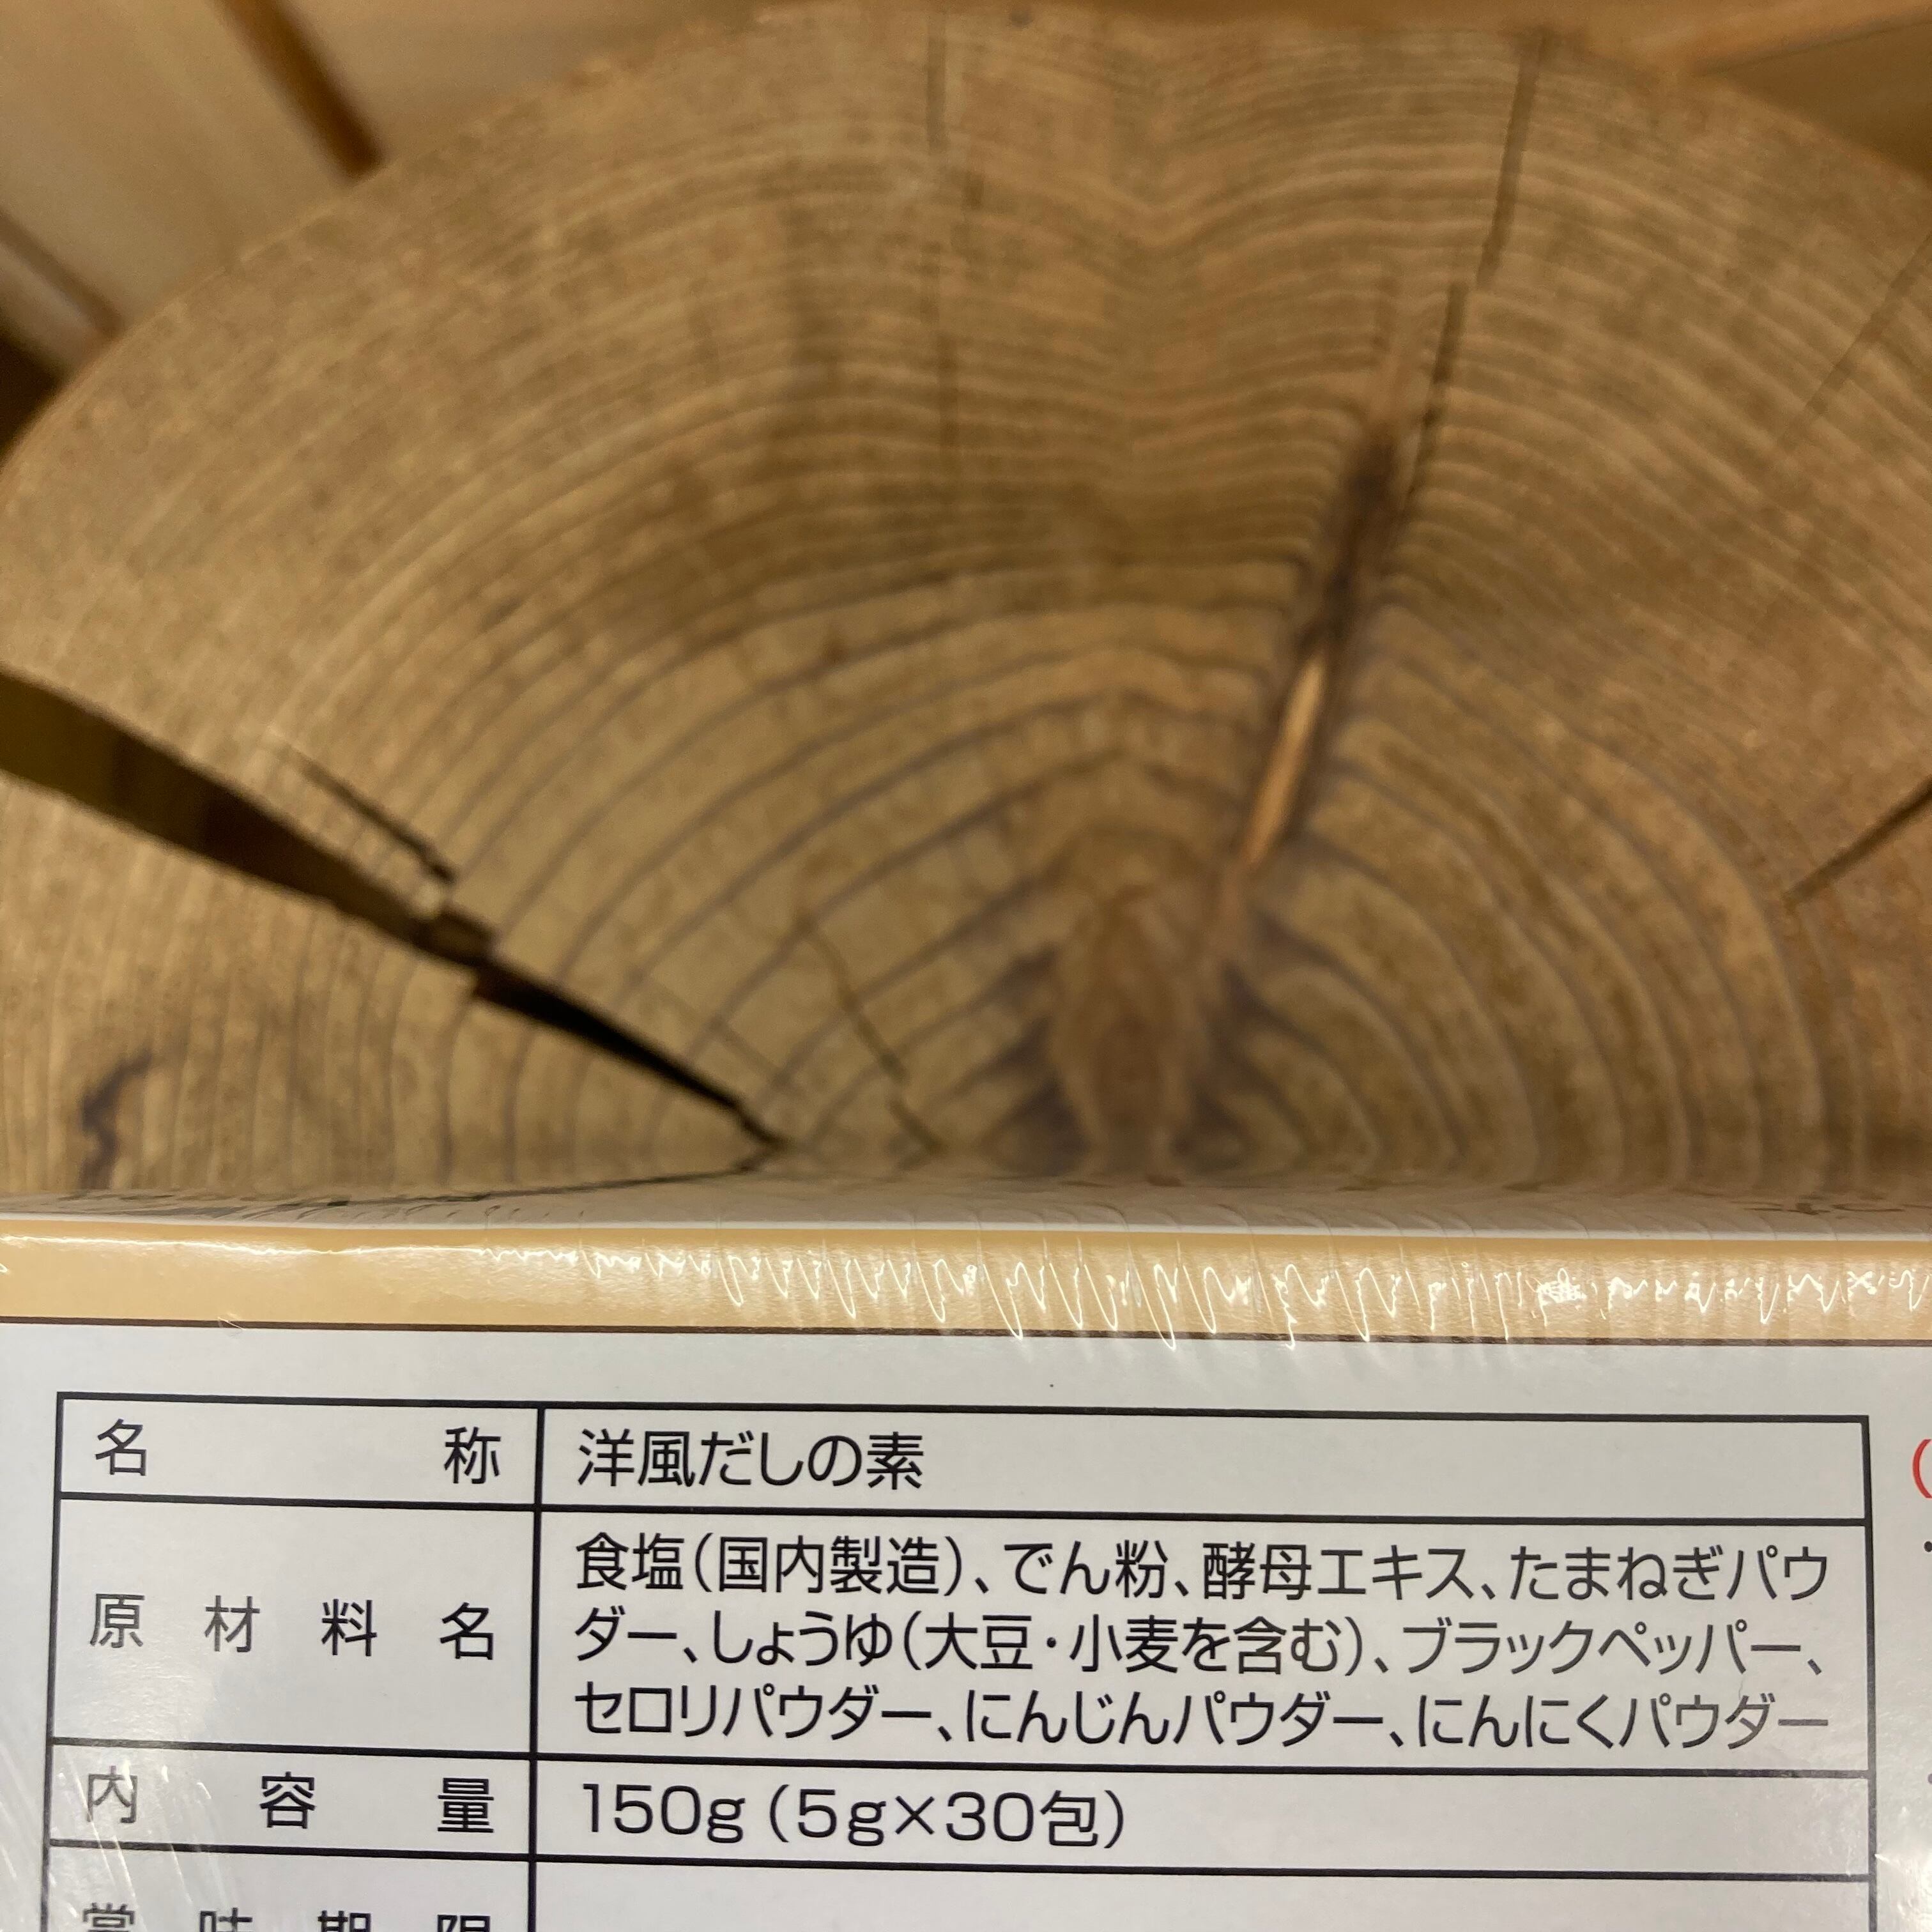 名称 洋風だしの素
原材料名 食塩(国内製造)、でん粉、酵母エキス、たまねぎパウ
ダー、しょうゆ(大豆・小麦を含む)、ブラックペッパー、
セロリパウダー、にんじんパウダー、にんにくパウダー
内容量 150g(5g×30包)
賞味期限